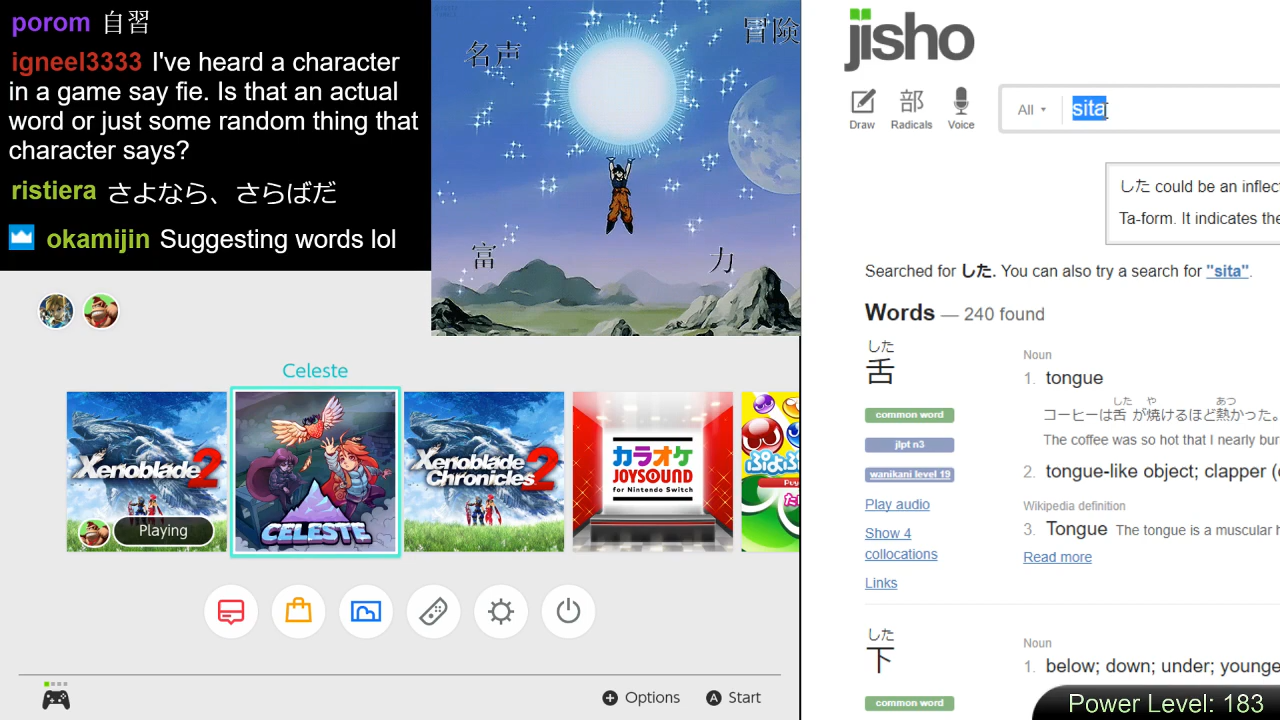 porom 自習
igneel3333 I've heard a character
in a game say fie. Is that an actual
word or just some random thing that
character says?
ristiera さよなら、さらばだ
okamijin Suggesting words lol
名声
冒険
富
力
Celeste
Xenoblade 2
Playing
CELESTE
Xenoblade
Chronicles 2
カラオケ
JOYSOUND
for Nintendo Switch
Options
Start
jisho
Draw
部
Radicals
Voice
All
sita
した could be an inflec
Ta-form. It indicates the
Searched for した. You can also try a search for "sita".
Words — 240 found
した
舌
common word
jlpt n3
wanikani level 19
Play audio
Show 4
collocations
Links
Noun
1. tongue
した や あつ
コーヒーは舌が焼けるほど熱かった。
The coffee was so hot that I nearly bur
2. tongue-like object; clapper (
Wikipedia definition
3. Tongue The tongue is a muscular h
Read more
した
下
common word
Noun
1. below; down; under; younge
Power Level: 183